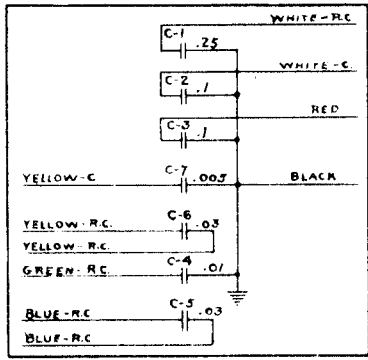 WHITE-R.C
C-1
.25
WHITE-C.
C-2
.1
RED
C-3
.1
C-7
YELLOW-C
.005
BLACK
C-6
YELLOW-R.C.
.03
YELLOW-R.C.
C-4
GREEN-R.C.
.01
C-5
BLUE-R.C
.03
BLUE-R.C